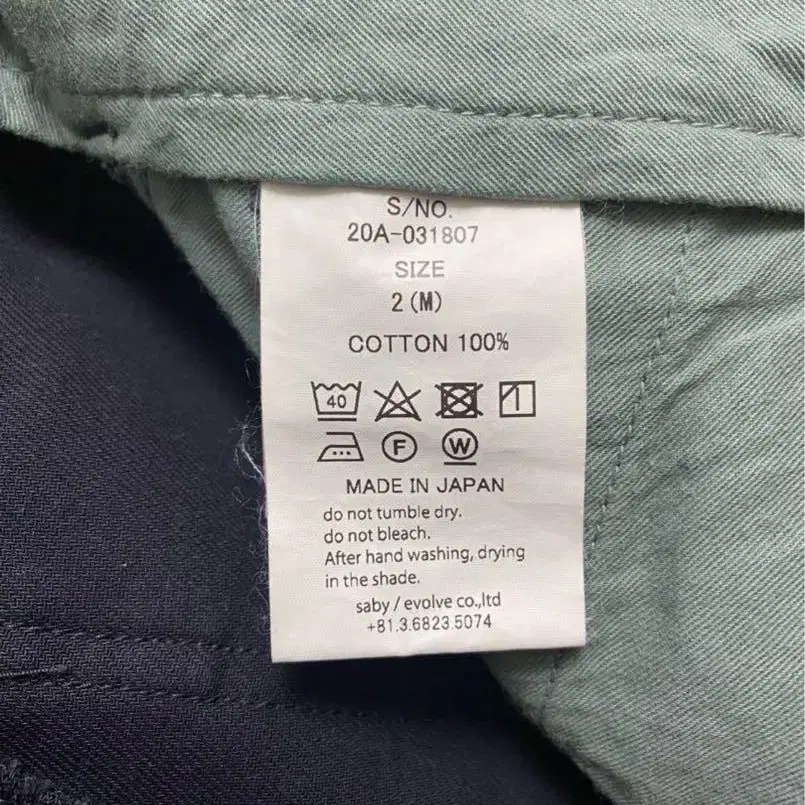 S/NO.
20A-031807
SIZE
2 (M)
COTTON 100%
40
F W
MADE IN JAPAN
do not tumble dry.
do not bleach.
After hand washing, drying
in the shade.
saby / evolve co.,ltd
+81.3.6823.5074